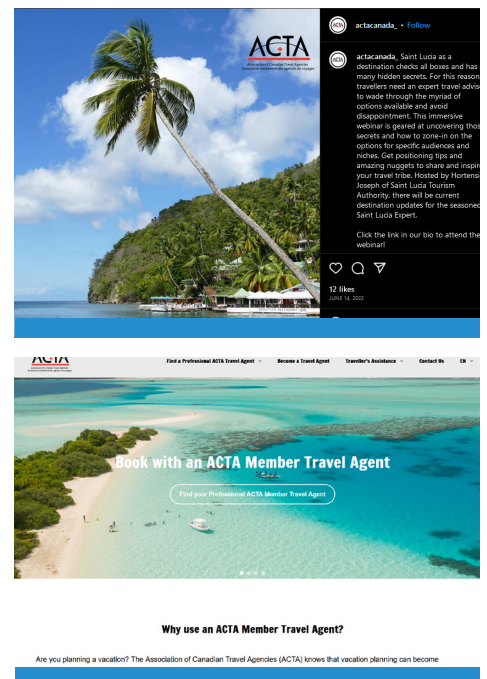 ACTA
Association of Canadian Travel Agencies
Association canadienne des agences de voyages
actacanada_ • Follow
actacanada_ Saint Lucia as a
destination checks all boxes and has
many hidden secrets. For this reason,
travellers need an expert travel
to wade through the myriad of
options available and avoid
disappointment. This immersive
webinar is geared at uncovering
secrets and how to zone-in on the
options for specific audiences and
niches. Get positioning tips and
amazing nuggets to share and
your travel tribe. Hosted by
Joseph of Saint Lucia Tourism
Authority, there will be current
destination updates for the seasoned
Saint Lucia Expert.
Click the link in our bio to attend the
webinar!
12 likes
JUNE 14, 2022
ACTA
Find a Professional ACTA Travel Agent Become a Travel Agent Traveller's Assistance Contact Us EN
Book with an ACTA Member Travel Agent
Find your Professional ACTA Member Travel Agent
Why use an ACTA Member Travel Agent?
Are you planning a vacation? The Association of Canadian Travel Agencies (ACTA) knows that vacation planning can become